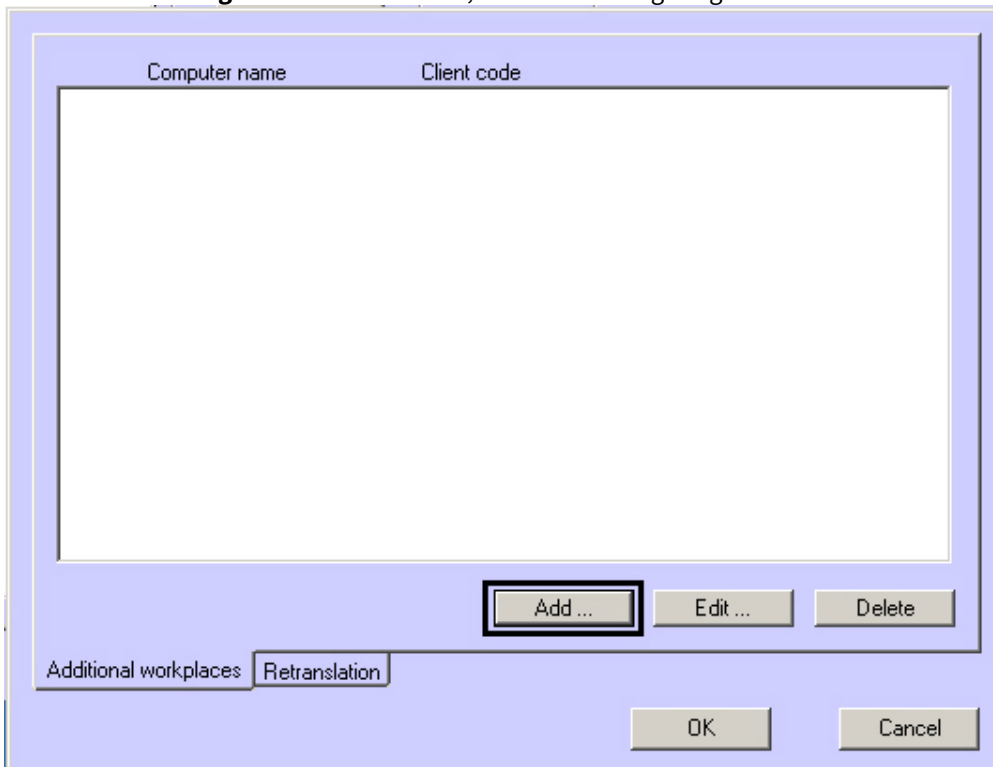 Computer name Client code
Add ... Edit ... Delete
Additional workplaces Retranslation
OK Cancel